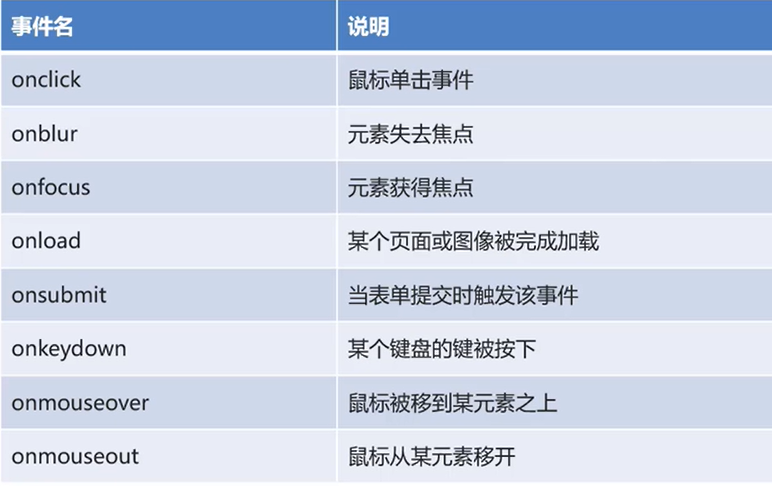 事件名 说明
onclick 鼠标单击事件
onblur 元素失去焦点
onfocus 元素获得焦点
onload 某个页面或图像被完成加载
onsubmit 当表单提交时触发该事件
onkeydown 某个键盘的键被按下
onmouseover 鼠标被移到某元素之上
onmouseout 鼠标从某元素移开